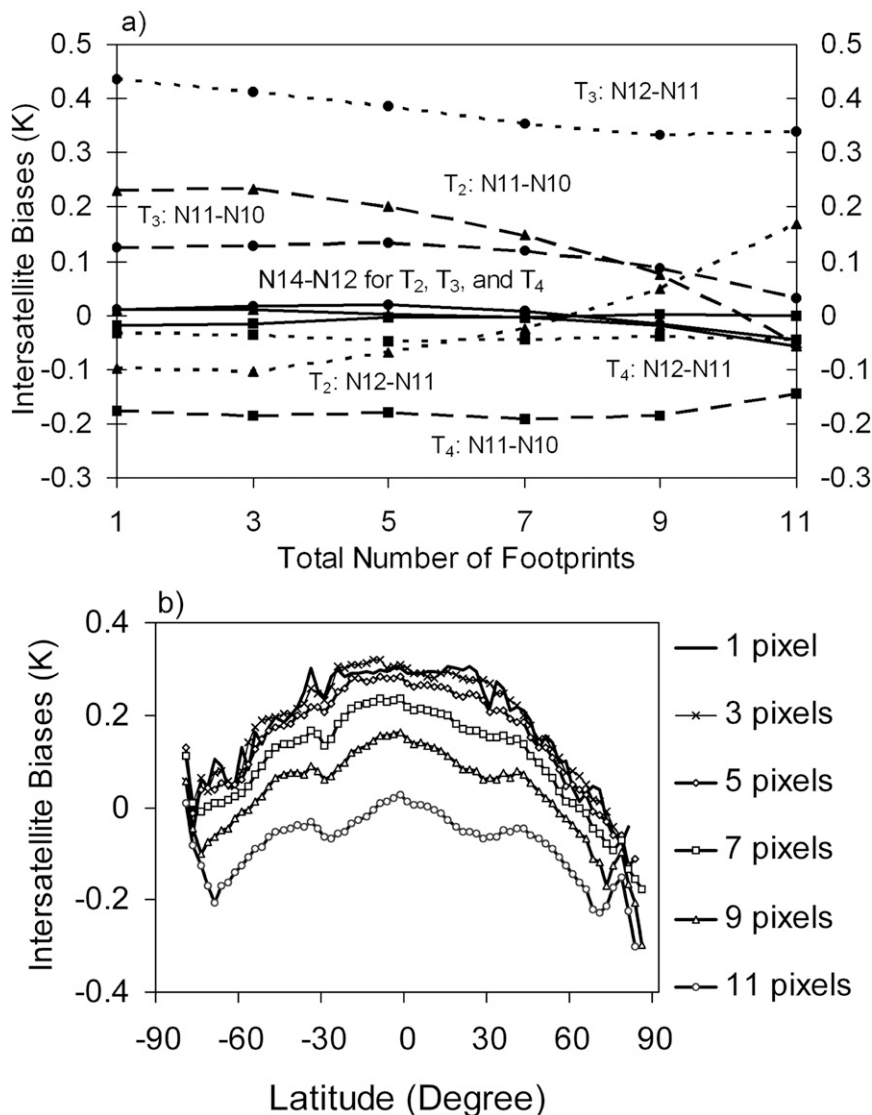 a)
0.5
0.4
0.3
0.2
0.1
0
-0.1
-0.2
-0.3
Intersatellite Biases (K)
0.5
0.4
0.3
0.2
0.1
0
-0.1
-0.2
-0.3
T3: N12-N11
T2: N11-N10
T3: N11-N10
N14-N12 for T2, T3, and T4
T2: N12-N11
T4: N12-N11
T4: N11-N10
1 3 5 7 9 11
Total Number of Footprints
b)
0.4
0.2
0
-0.2
-0.4
Intersatellite Biases (K)
1 pixel
3 pixels
5 pixels
7 pixels
9 pixels
11 pixels
-90 -60 -30 0 30 60 90
Latitude (Degree)